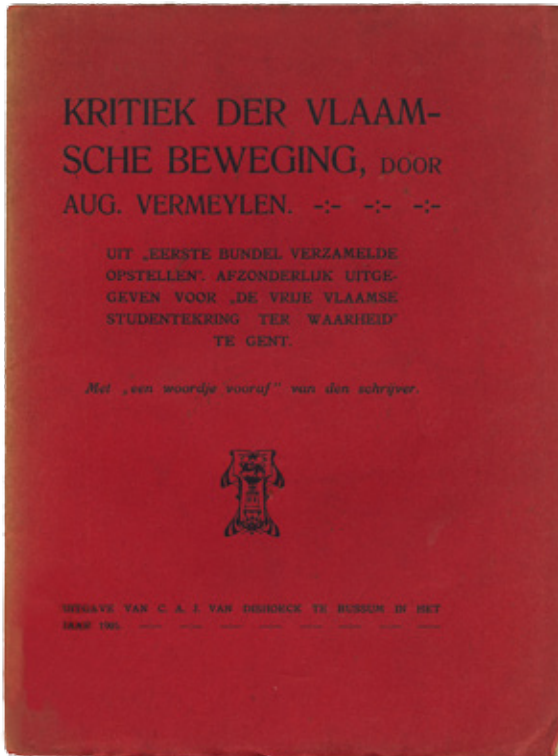 KRITIEK DER VLAAM-
SCHE BEWEGING, DOOR
AUG. VERMEYLEN. -:- -:- -:-
UIT „EERSTE BUNDEL VERZAMELDE
OPSTELLEN”. AFZONDERLIJK UITGE-
GEVEN VOOR „DE VRIJE VLAAMSE
STUDENTEKRING TER WAARHEID”
TE GENT.
Met „een woordje vooraf” van den schrijver.
UITGAVE VAN C. A. J. VAN DISHOECK TE BUSSUM IN HET